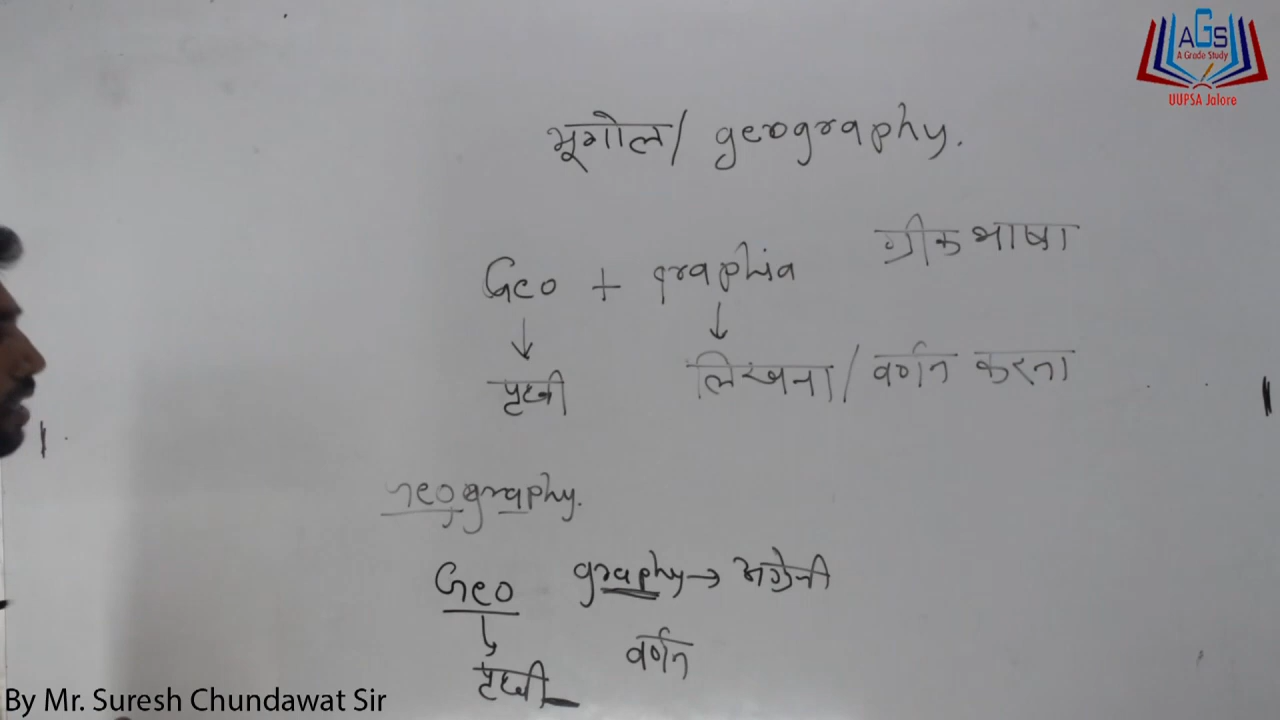 AGS
A Grade Study
UUPSA Jalore
भूगोल / geography.
ग्रीक भाषा
Geo + graphia
↓ ↓
पृथ्वी लिखना / वर्णन करना
Geography.
Geo graphy → अंग्रेजी
↓
पृथ्वी वर्णन
By Mr. Suresh Chundawat Sir